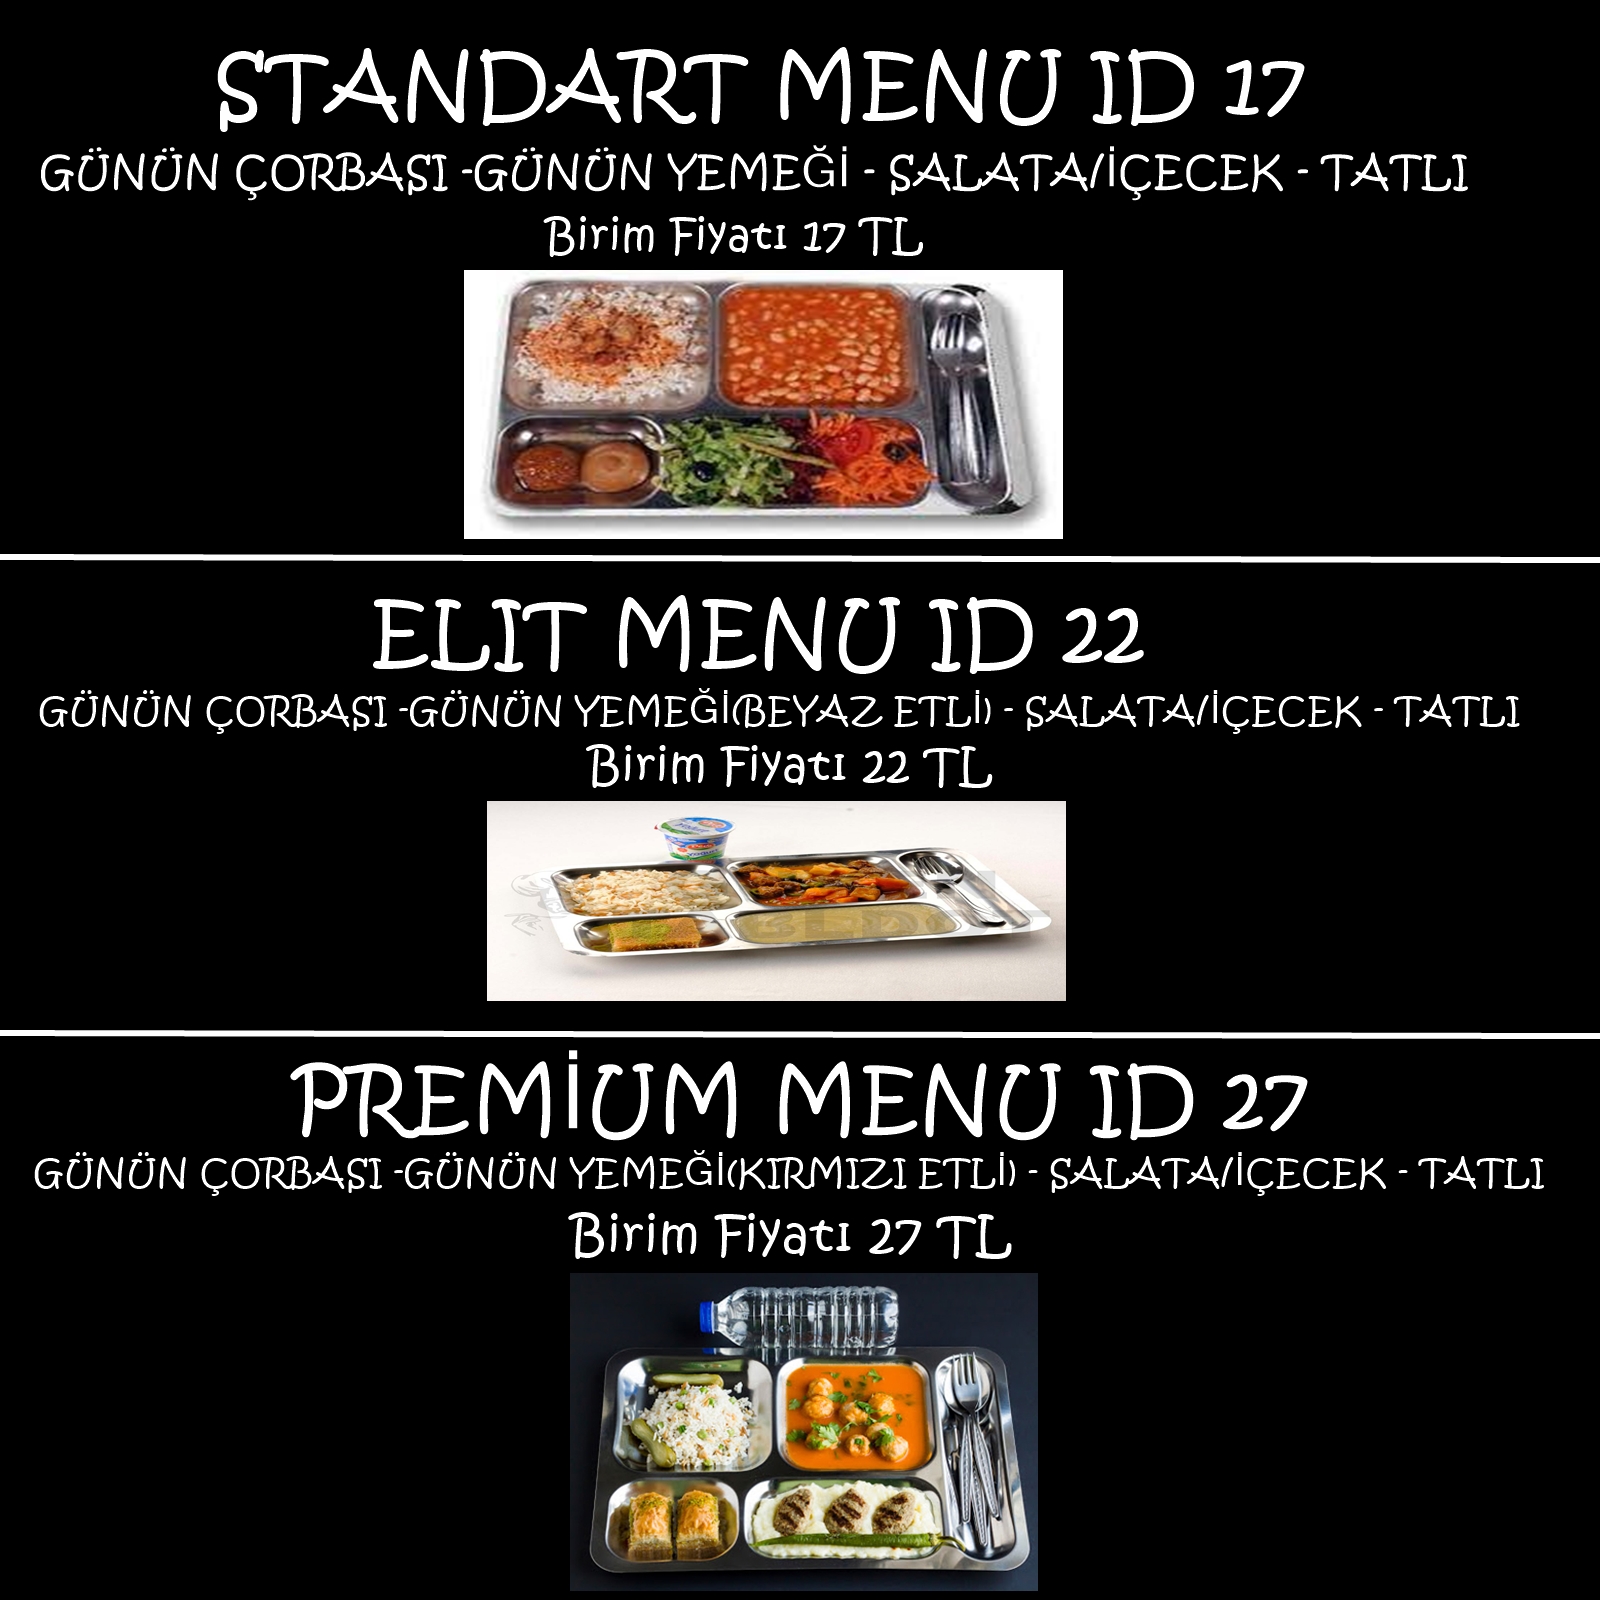 STANDART MENU ID 17
GÜNÜN ÇORBASI -GÜNÜN YEMEĞİ - SALATA/İÇECEK - TATLI
Birim Fiyatı 17 TL
ELIT MENU ID 22
GÜNÜN ÇORBASI -GÜNÜN YEMEĞİ(BEYAZ ETLİ) - SALATA/İÇECEK - TATLI
Birim Fiyatı 22 TL
PREMİUM MENU ID 27
GÜNÜN ÇORBASI -GÜNÜN YEMEĞİ(KIRMIZI ETLİ) - SALATA/İÇECEK - TATLI
Birim Fiyatı 27 TL